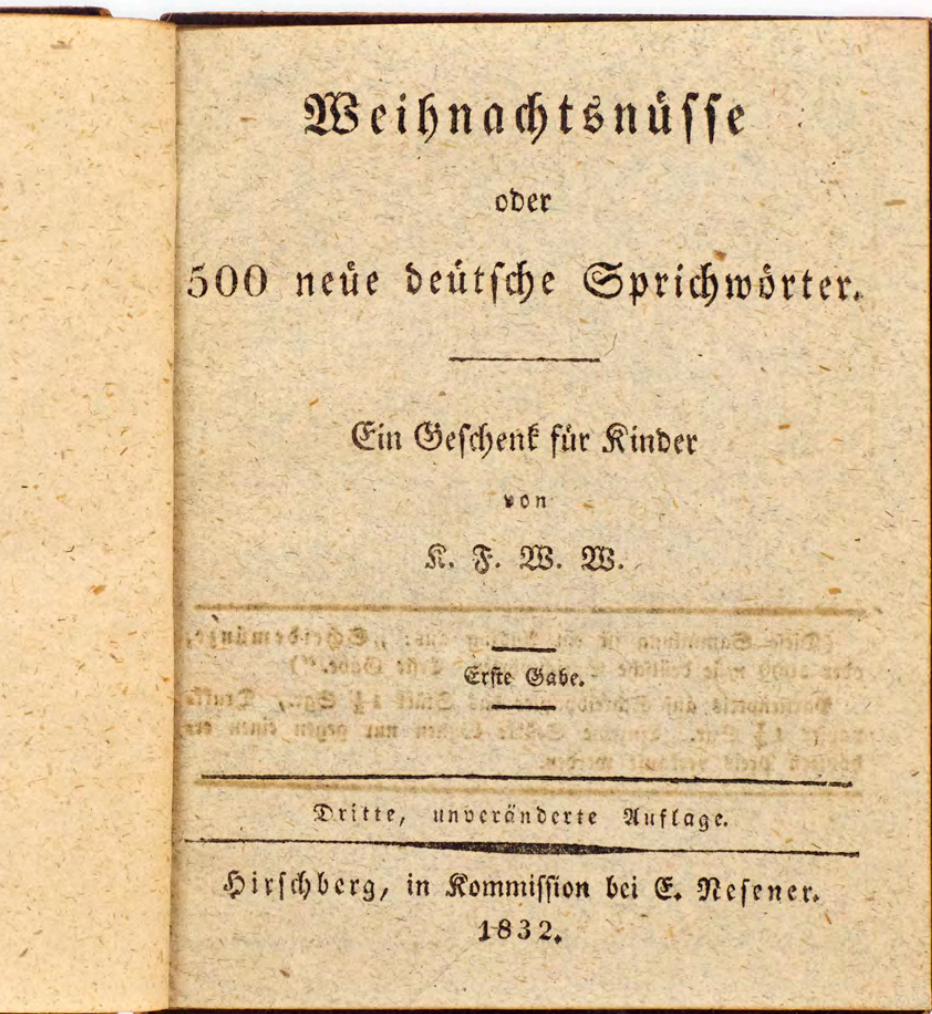 Weihnachtsnüsse
oder
500 neüe deütsche Sprichwörter.
Ein Geschenk für Kinder
von
K. F. W. W.
Erste Gabe.
Dritte, unveränderte Auflage.
Hirschberg, in Kommission bei E. Nesener.
1832.